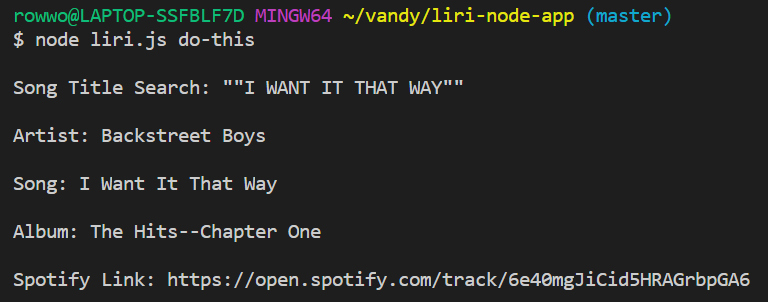 rowwo@LAPTOP-SSFBLF7D MINGW64 ~/vandy/liri-node-app (master)
$ node liri.js do-this
Song Title Search: ""I WANT IT THAT WAY""
Artist: Backstreet Boys
Song: I Want It That Way
Album: The Hits--Chapter One
Spotify Link: https://open.spotify.com/track/6e40mgJiCid5HRAGrbpGA6